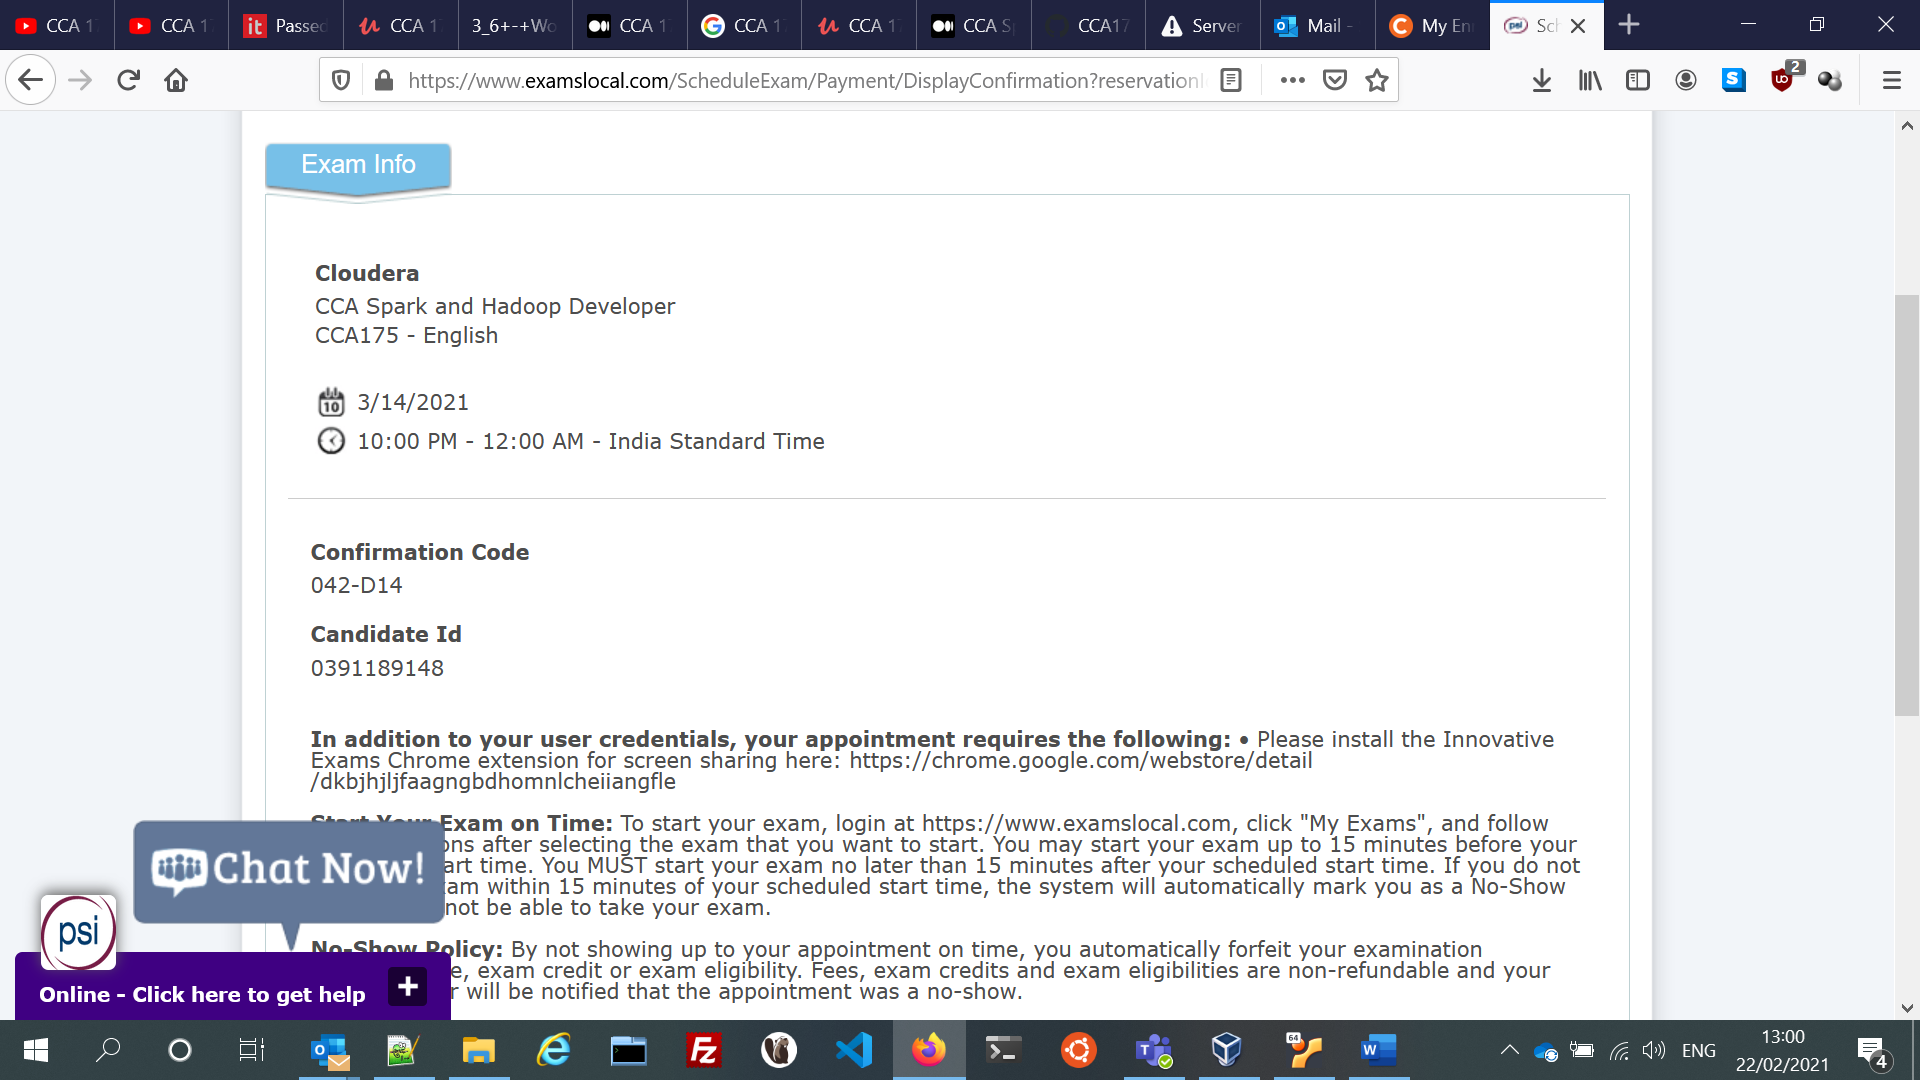 CCA 1
CCA 1
Passed
CCA 1
3_6+-+Wo
CCA 1
CCA 1
CCA 1
CCA S
CCA17
Server
Mail -
My En
Sch
https://www.examslocal.com/ScheduleExam/Payment/DisplayConfirmation?reservationI
2
Exam Info
Cloudera
CCA Spark and Hadoop Developer
CCA175 - English
3/14/2021
10:00 PM - 12:00 AM - India Standard Time
Confirmation Code
042-D14
Candidate Id
0391189148
In addition to your user credentials, your appointment requires the following: • Please install the Innovative
Exams Chrome extension for screen sharing here: https://chrome.google.com/webstore/detail
/dkbjhjljfaagngbdhomnlcheiiangfle
Start Your Exam on Time: To start your exam, login at https://www.examslocal.com, click "My Exams", and follow
ons after selecting the exam that you want to start. You may start your exam up to 15 minutes before your
art time. You MUST start your exam no later than 15 minutes after your scheduled start time. If you do not
xam within 15 minutes of your scheduled start time, the system will automatically mark you as a No-Show
not be able to take your exam.
No-Show Policy: By not showing up to your appointment on time, you automatically forfeit your examination
e, exam credit or exam eligibility. Fees, exam credits and exam eligibilities are non-refundable and your
r will be notified that the appointment was a no-show.
Chat Now!
psi
Online - Click here to get help
ENG
13:00
22/02/2021
4